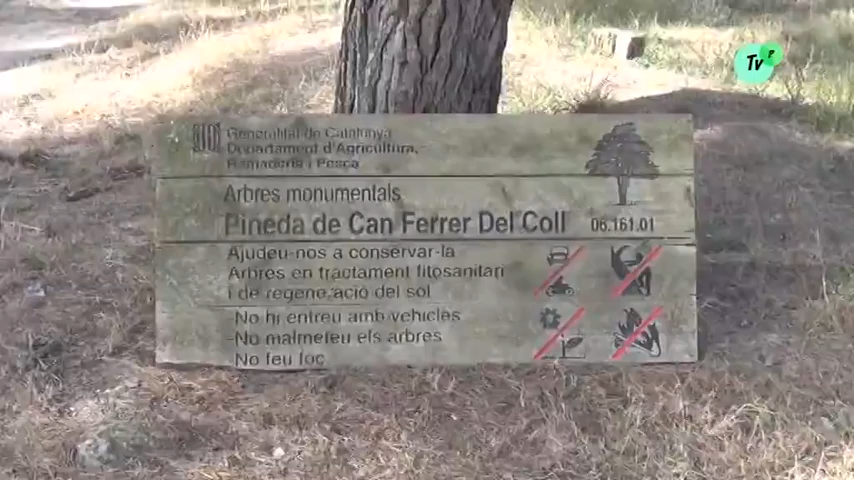 Tv P
Generalitat de Catalunya
Departament d'Agricultura,
Ramaderia i Pesca
Arbres monumentals
Pineda de Can Ferrer Del Coll 06.161.01
Ajudeu-nos a conservar-la
Arbres en tractament fitosanitari
i de regeneració del sol
-No hi entreu amb vehicles
-No malmeteu els arbres
-No feu foc